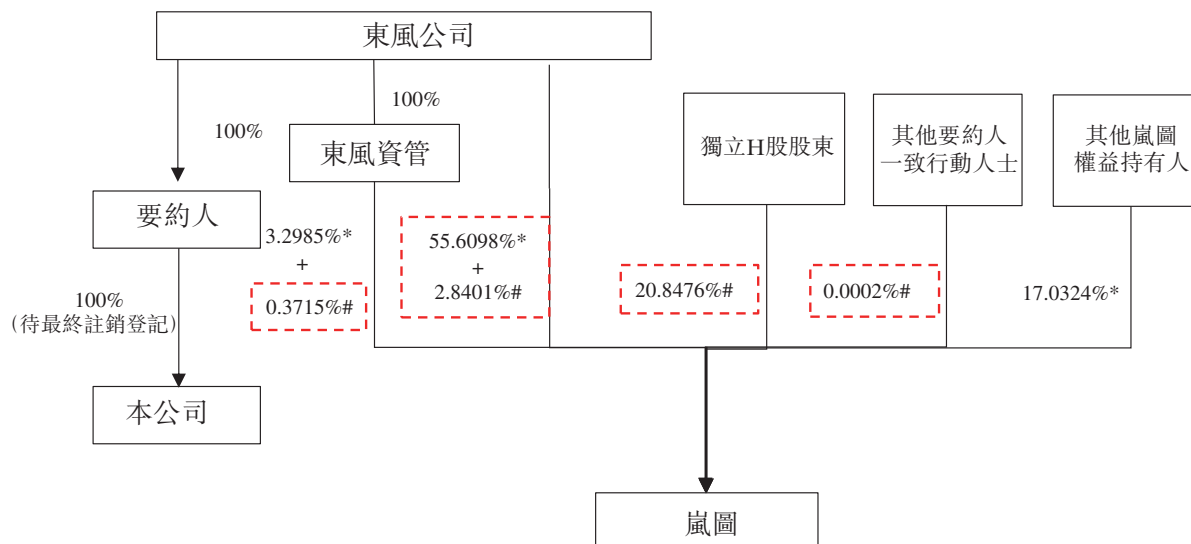 東風公司
100%
100%
東風資管
獨立H股股東
其他要約人
一致行動人士
其他嵐圖
權益持有人
要約人
3.2985%*
+
0.3715%#
55.6098%*
+
2.8401%#
20.8476%#
0.0002%#
17.0324%*
100%
(待最終註銷登記)
本公司
嵐圖